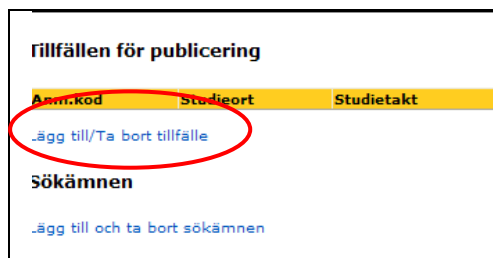 Tillfällen för publicering
Anm.kod Studieort Studietakt
Lägg till/Ta bort tillfälle
Sökämnen
Lägg till och ta bort sökämnen